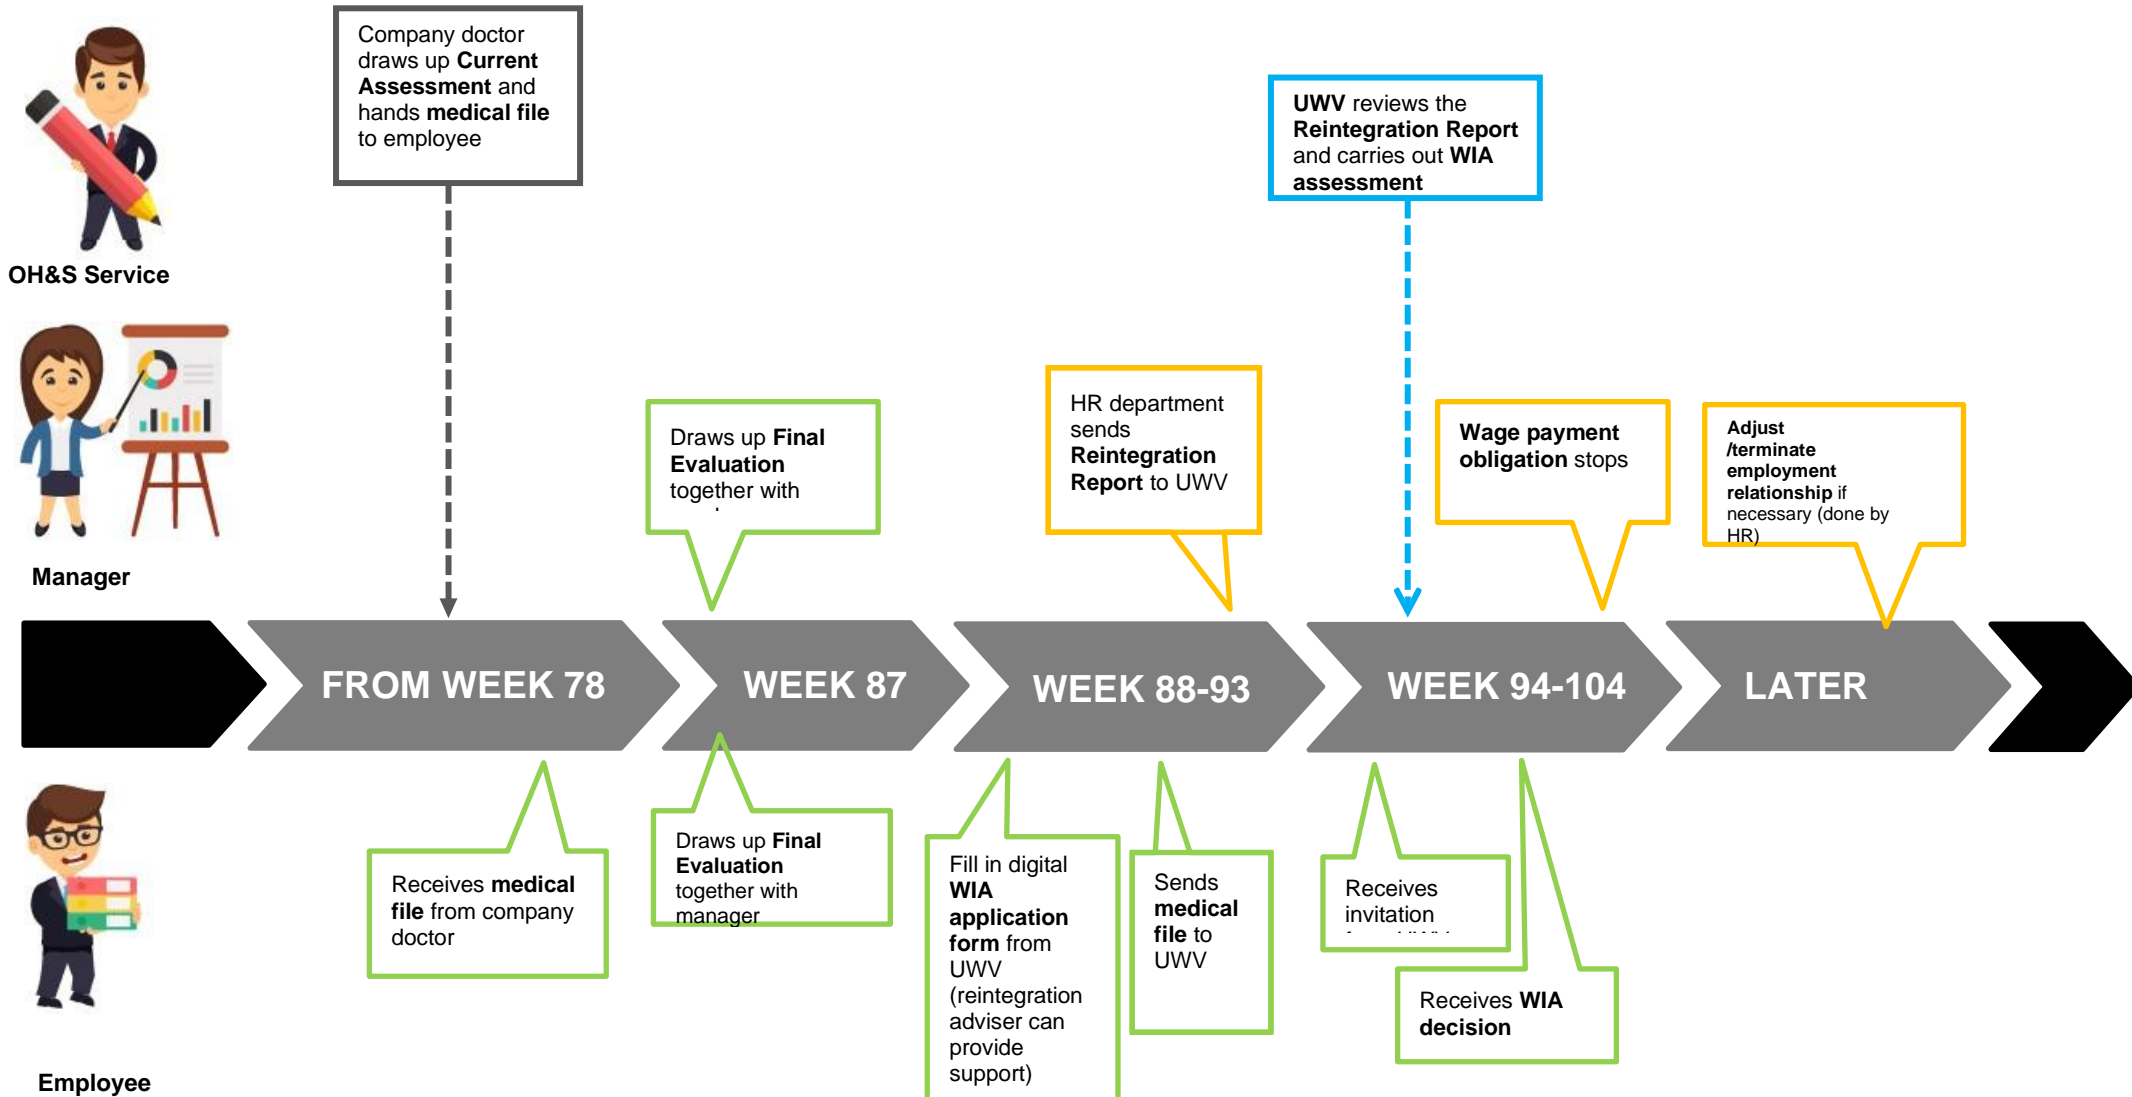 Company doctor
draws up Current
Assessment and
hands medical file
to employee
UWV reviews the
Reintegration Report
and carries out WIA
assessment
OH&S Service
Draws up Final
Evaluation
together with
HR department
sends
Reintegration
Report to UWV
Wage payment
obligation stops
Adjust
/terminate
employment
relationship if
necessary (done by
HR)
Manager
FROM WEEK 78
WEEK 87
WEEK 88-93
WEEK 94-104
LATER
Receives medical
file from company
doctor
Draws up Final
Evaluation
together with
manager
Fill in digital
WIA
application
form from
UWV
(reintegration
adviser can
provide
support)
Sends
medical
file to
UWV
Receives
invitation
Receives WIA
decision
Employee